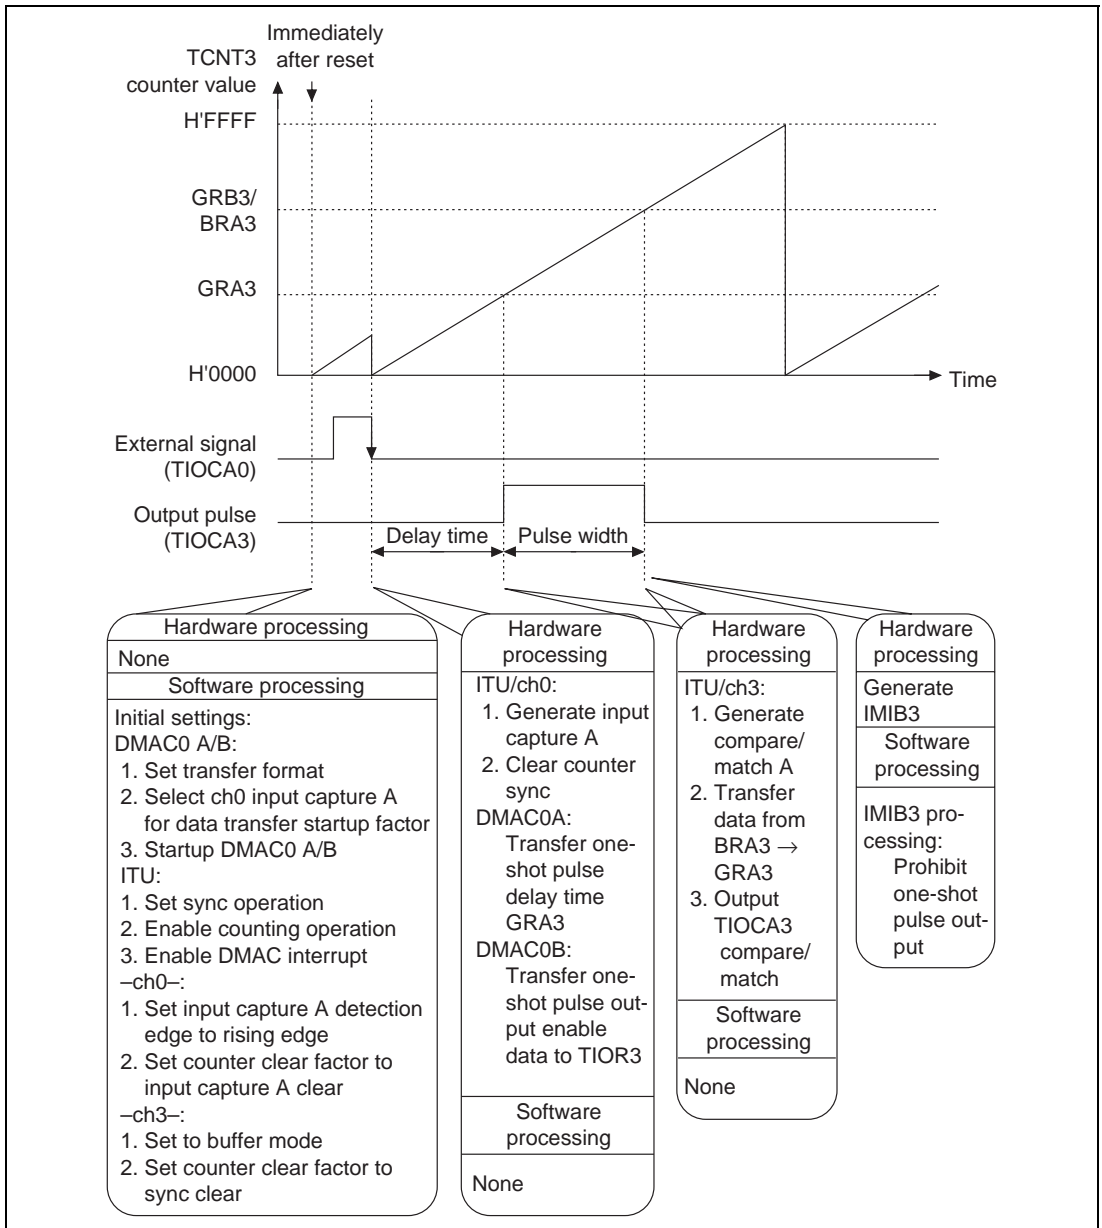 Immediately
after reset
TCNT3
counter value
H'FFFF
GRB3/
BRA3
GRA3
H'0000
Time
External signal
(TIOCA0)
Output pulse
(TIOCA3)
Delay time
Pulse width
Hardware processing
None
Software processing
Initial settings:
DMAC0 A/B:
1. Set transfer format
2. Select ch0 input capture A
for data transfer startup factor
3. Startup DMAC0 A/B
ITU:
1. Set sync operation
2. Enable counting operation
3. Enable DMAC interrupt
–ch0–:
1. Set input capture A detection
edge to rising edge
2. Set counter clear factor to
input capture A clear
–ch3–:
1. Set to buffer mode
2. Set counter clear factor to
sync clear
Hardware
processing
ITU/ch0:
1. Generate input
capture A
2. Clear counter
sync
DMAC0A:
Transfer one-
shot pulse
delay time
GRA3
DMAC0B:
Transfer one-
shot pulse out-
put enable
data to TIOR3
Software
processing
None
Hardware
processing
ITU/ch3:
1. Generate
compare/
match A
2. Transfer
data from
BRA3 →
GRA3
3. Output
TIOCA3
compare/
match
Software
processing
None
Hardware
processing
Generate
IMIB3
Software
processing
IMIB3 pro-
cessing:
Prohibit
one-shot
pulse out-
put